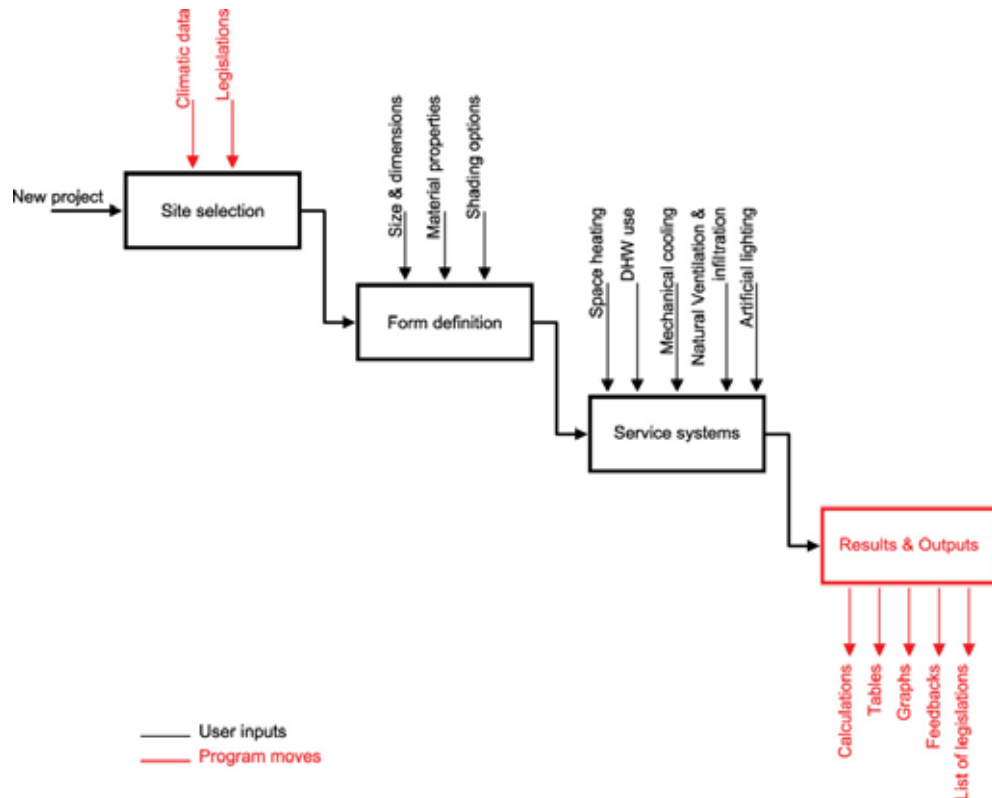 Climatic data
Legislations
New project
Site selection
Size & dimensions
Material properties
Shading options
Form definition
Space heating
DHW use
Mechanical cooling
Natural Ventilation &
infiltration
Artificial lighting
Service systems
Results & Outputs
Calculations
Tables
Graphs
Feedbacks
List of legislations
User inputs
Program moves